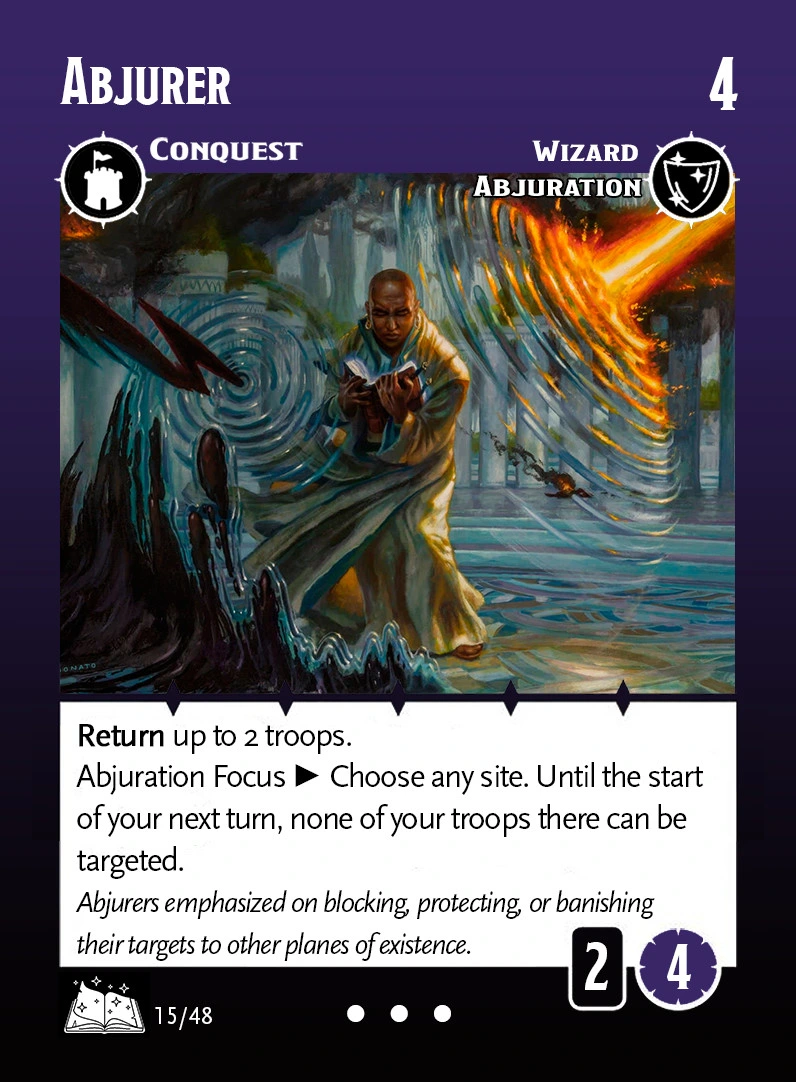 Abjurer
4
Conquest
Wizard
Abjuration
Return up to 2 troops.
Abjuration Focus ► Choose any site. Until the start
of your next turn, none of your troops there can be
targeted.
Abjurers emphasized on blocking, protecting, or banishing
their targets to other planes of existence.
2
4
15/48